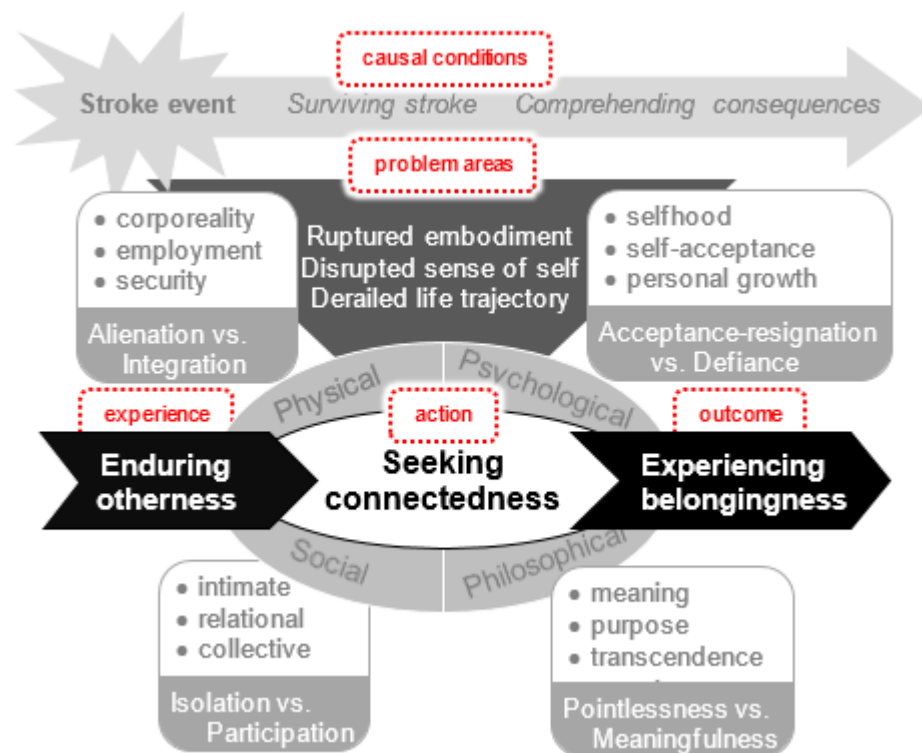 causal conditions
Stroke event Surviving stroke Comprehending consequences
problem areas
• corporeality
• employment
• security
Alienation vs.
Integration
Ruptured embodiment
Disrupted sense of self
Derailed life trajectory
• selfhood
• self-acceptance
• personal growth
Acceptance-resignation
vs. Defiance
Physical
Psychological
experience
action
outcome
Enduring
otherness
Seeking
connectedness
Experiencing
belongingness
Social
Philosophical
• intimate
• relational
• collective
Isolation vs.
Participation
• meaning
• purpose
• transcendence
Pointlessness vs.
Meaningfulness